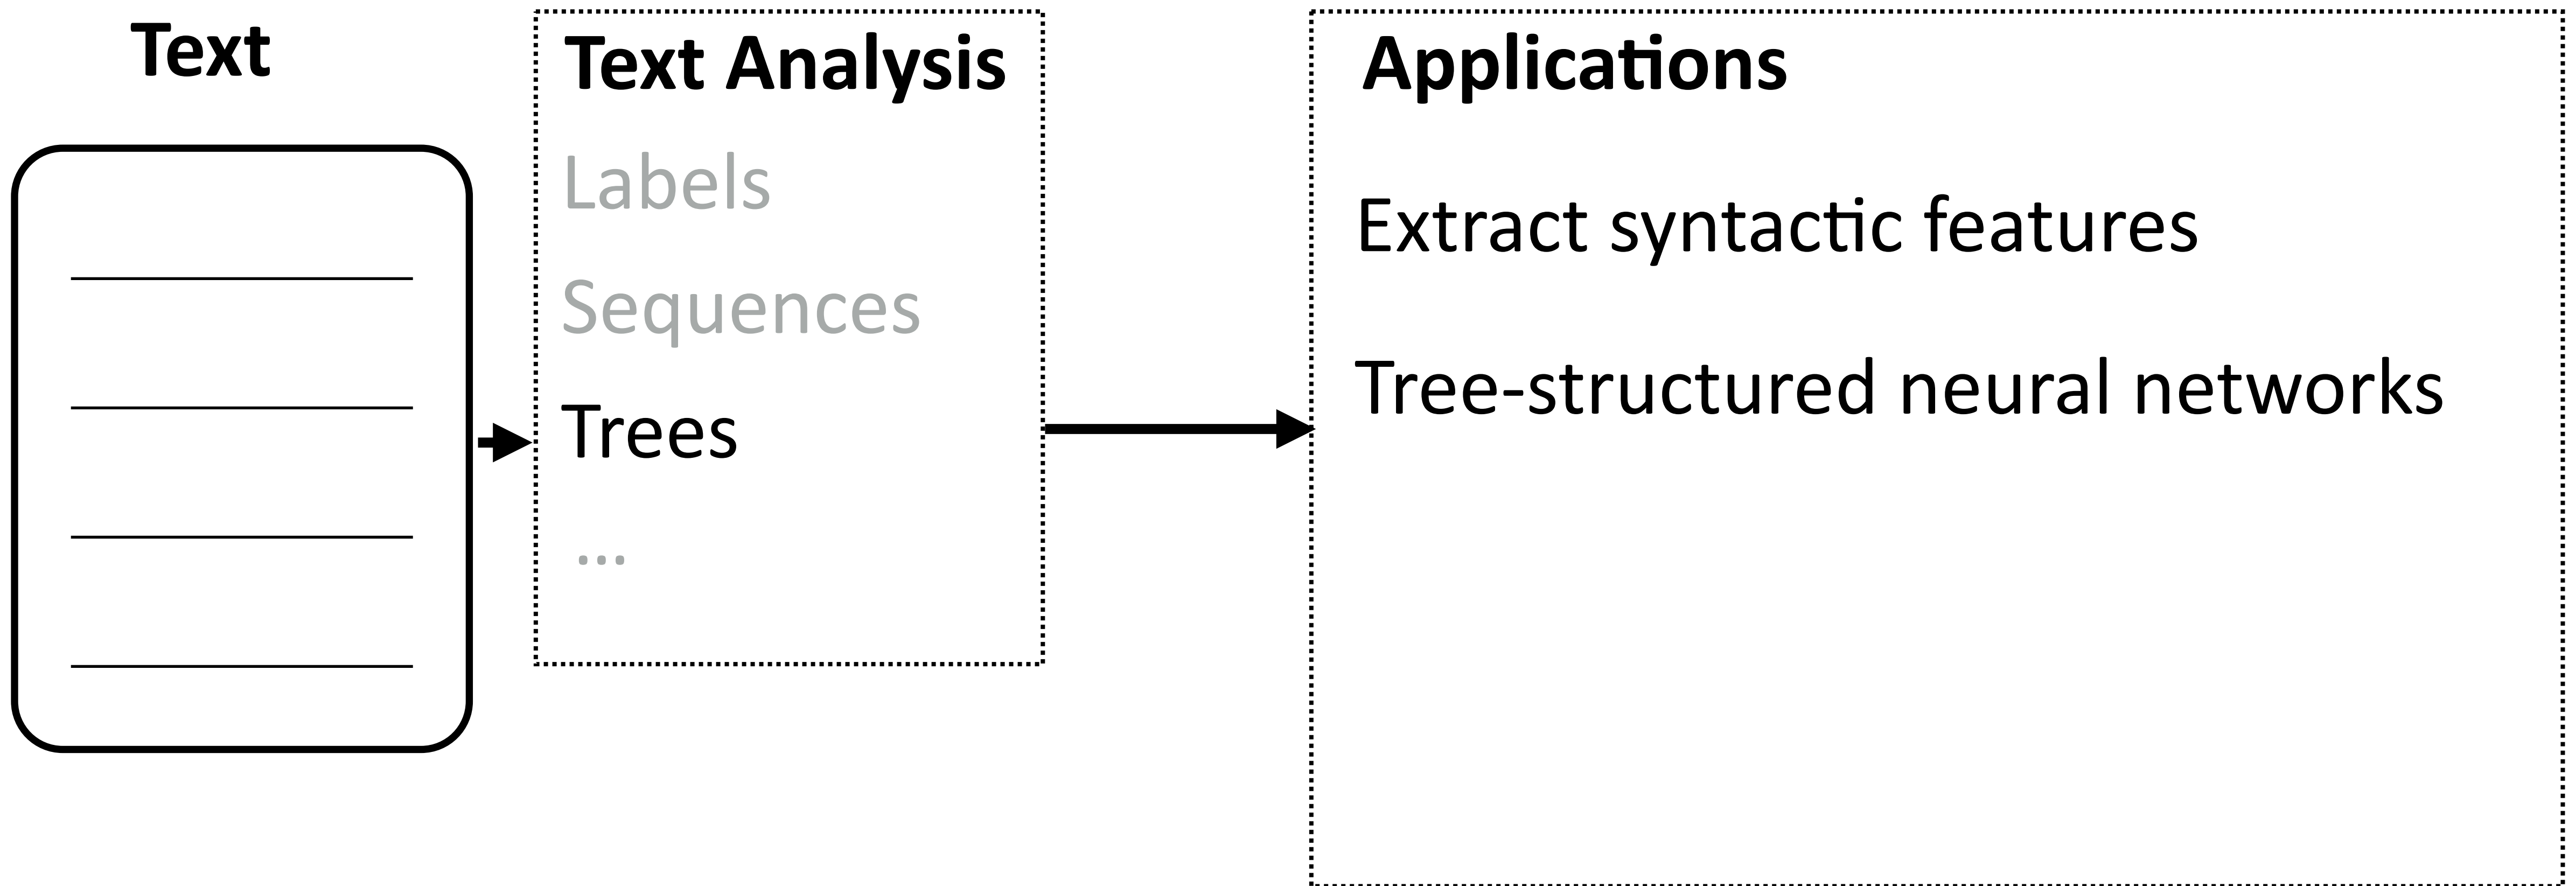 Text
Text Analysis
Labels
Sequences
Trees
...
Applications
Extract syntactic features
Tree-structured neural networks